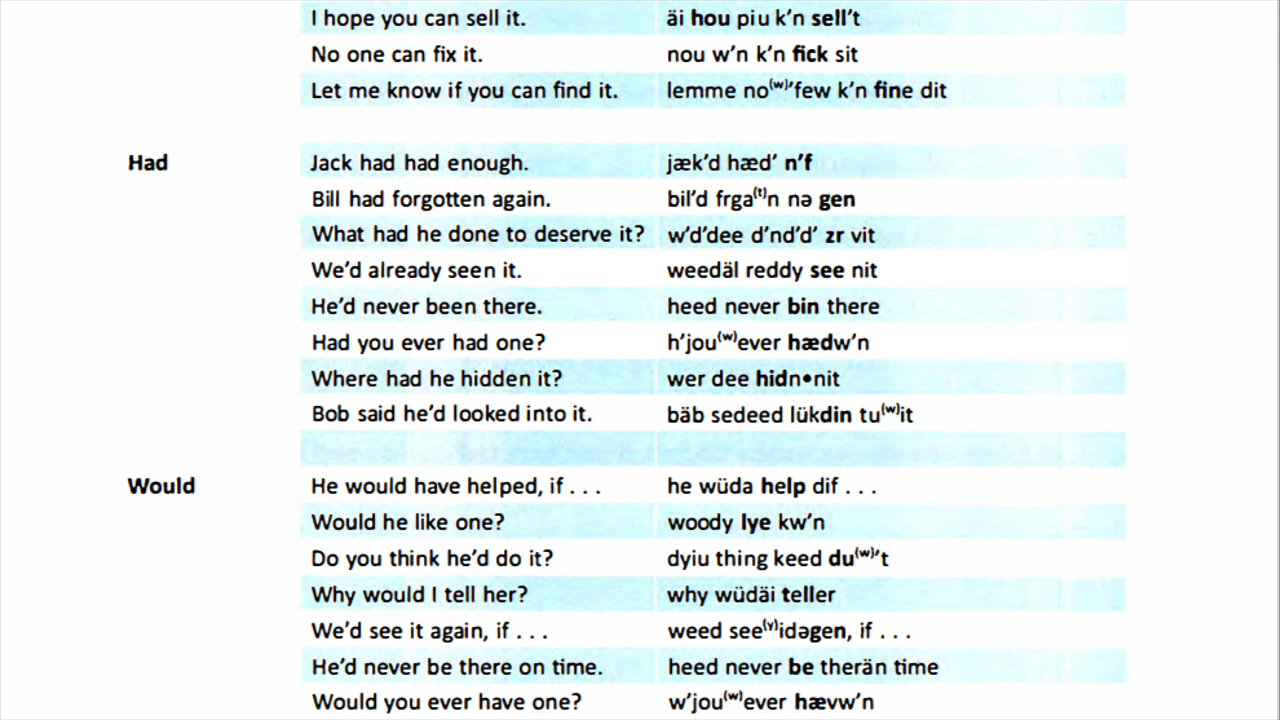 I hope you can sell it. äi hou piu k’n sell’t
No one can fix it. nou w’n k’n fick sit
Let me know if you can find it. lemme no(w)’few k’n fine dit
Had Jack had had enough. jæk’d hæd’ n’f
Bill had forgotten again. bil’d frga(t)n nə gen
What had he done to deserve it? w’d’dee d’nd’d’ zr vit
We’d already seen it. weedäl reddy see nit
He’d never been there. heed never bin there
Had you ever had one? h’jou(w)ever hædw’n
Where had he hidden it? wer dee hidn•nit
Bob said he’d looked into it. bäb sedeed lükdin tu(w)it
Would He would have helped, if . . . he wüda help dif . . .
Would he like one? woody lye kw’n
Do you think he’d do it? dyiu thing keed du(w)’t
Why would I tell her? why wüdäi teller
We’d see it again, if . . . weed see(y)idəgen, if . . .
He’d never be there on time. heed never be therän time
Would you ever have one? w’jou(w)ever hævw’n